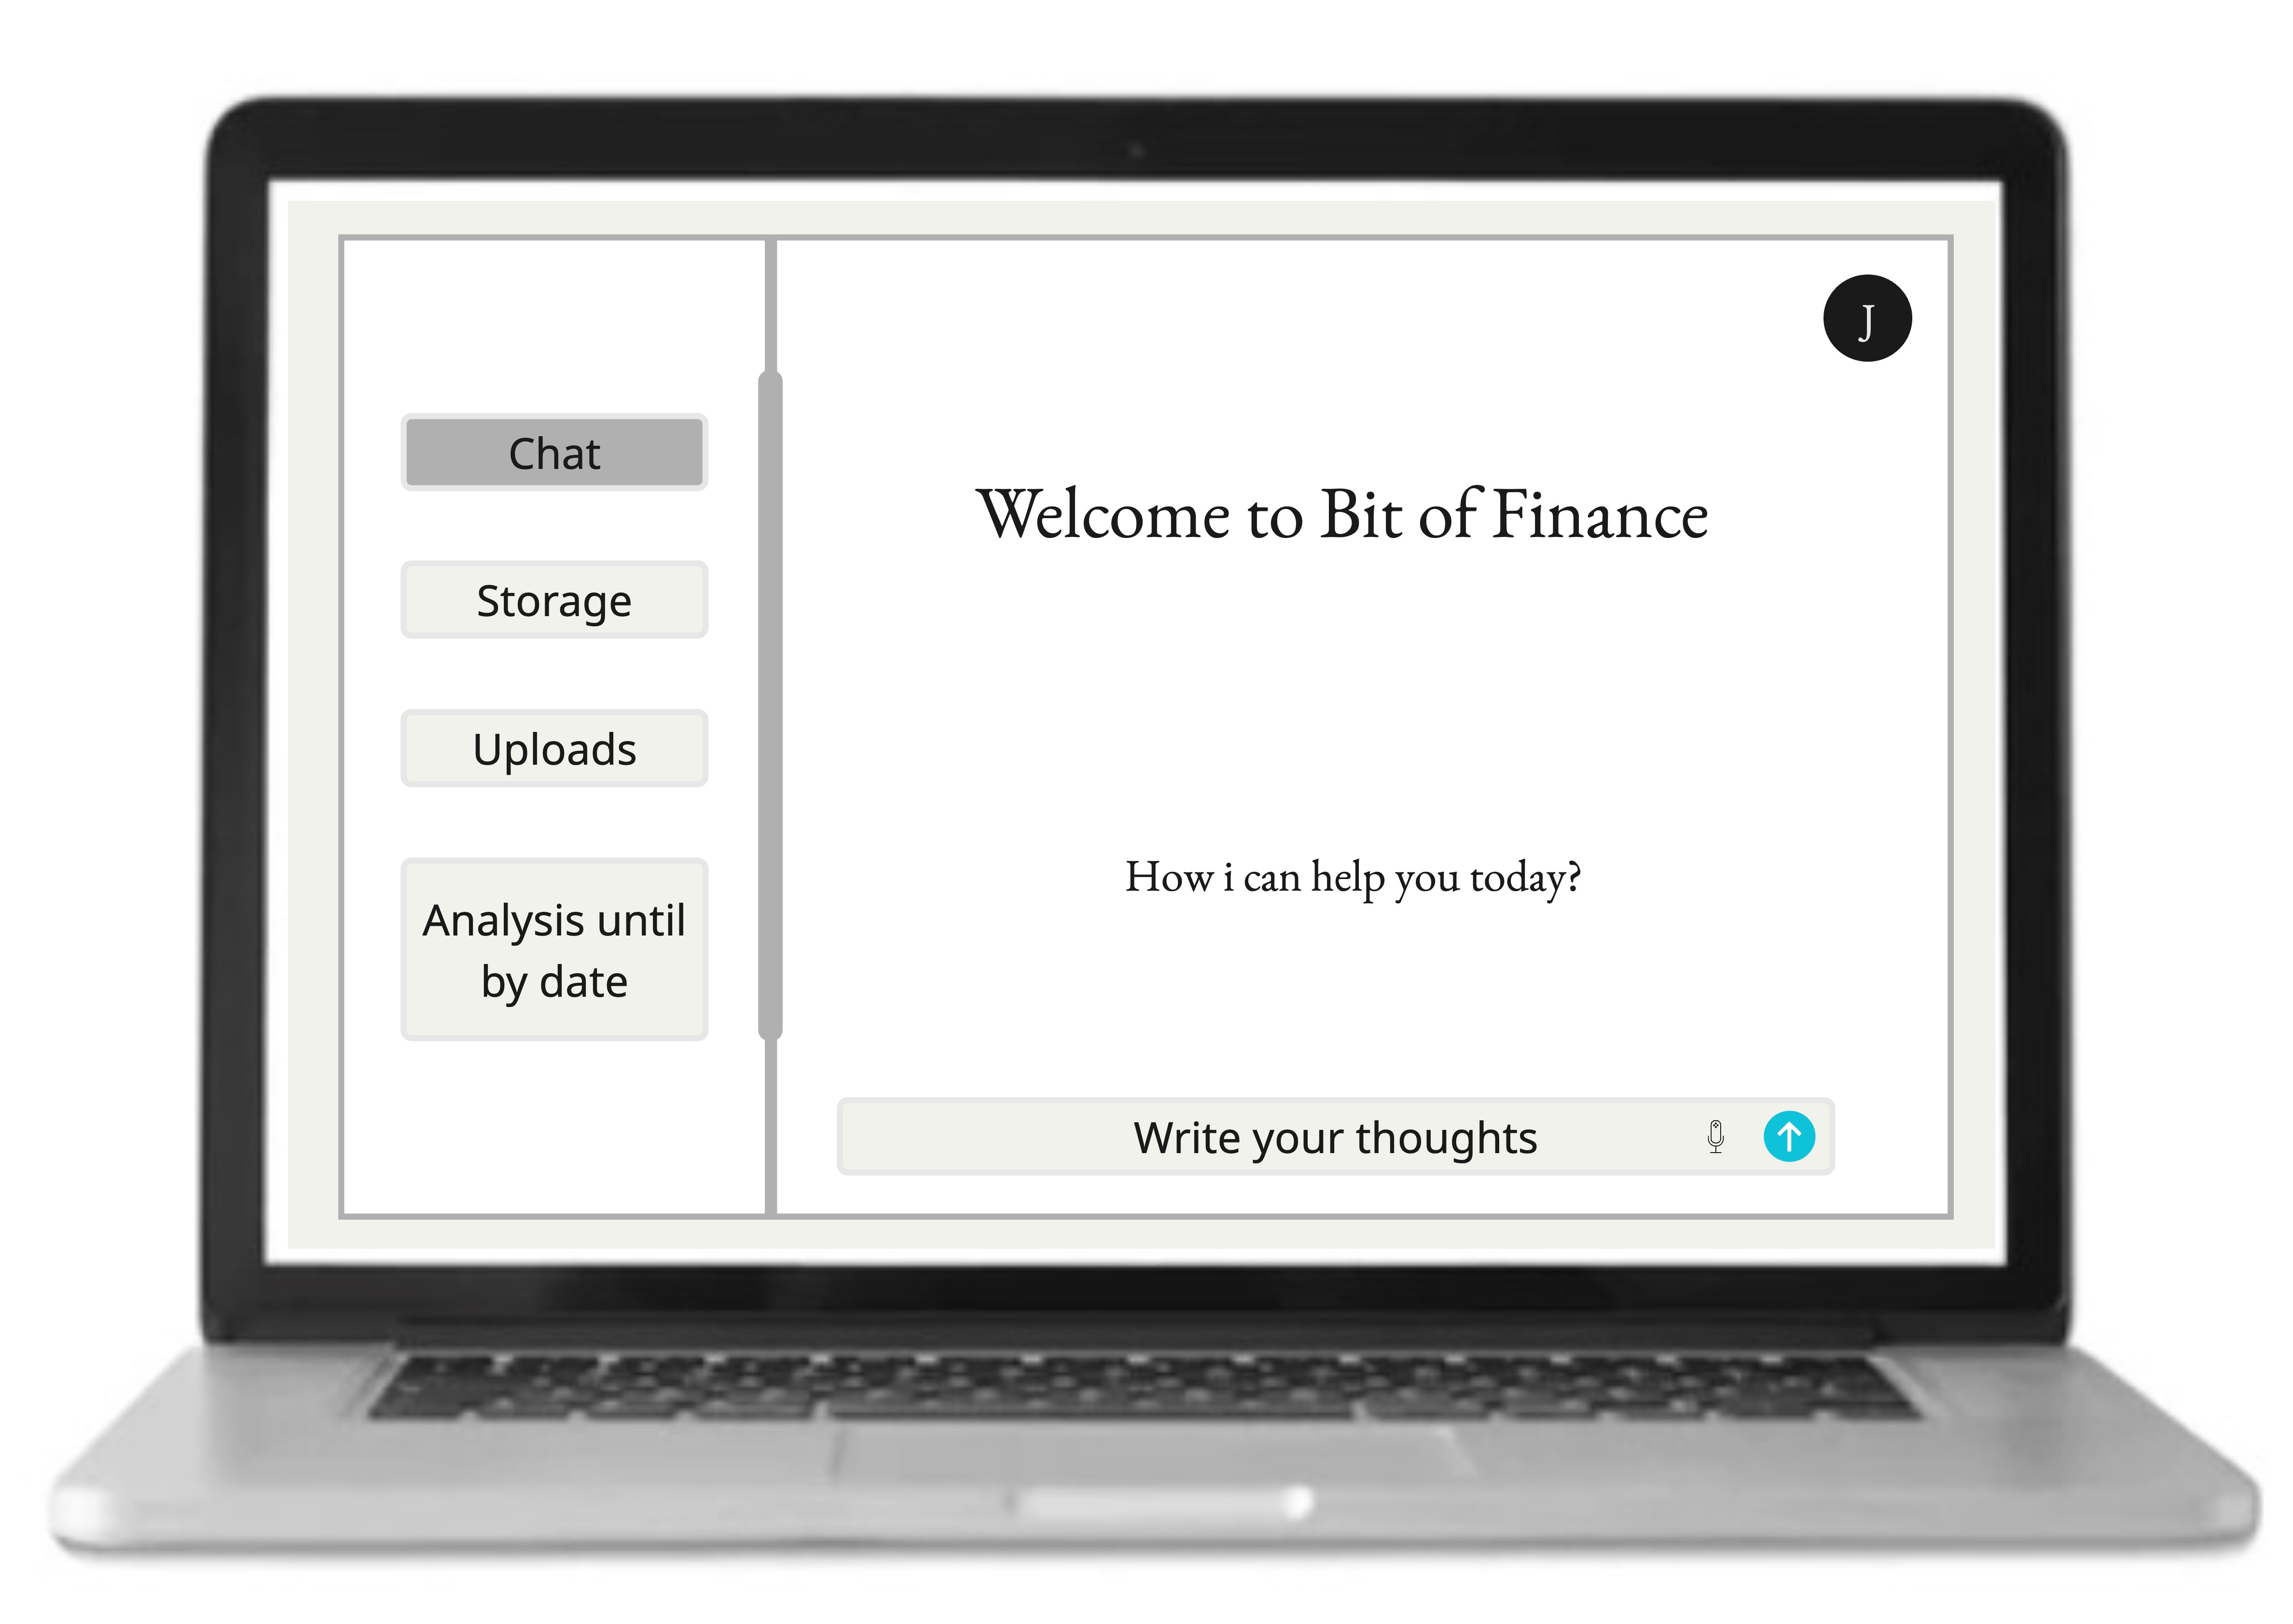 J
Chat
Welcome to Bit of Finance
Storage
Uploads
How i can help you today?
Analysis until
by date
Write your thoughts